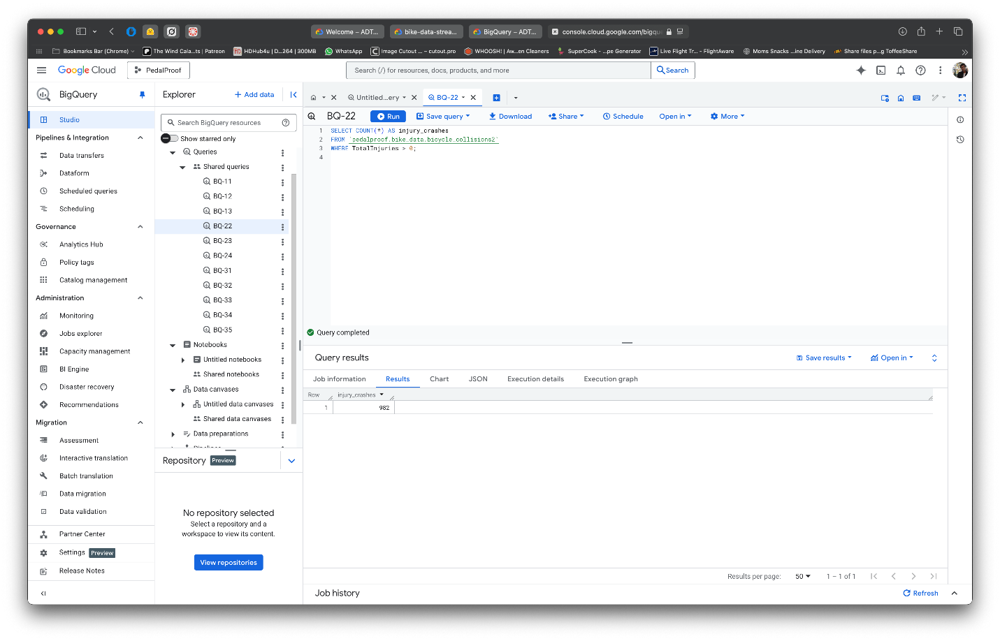 Welcome – ADT...
bike-data-strea...
BigQuery – ADT...
console.cloud.google.com/bigqu
Bookmarks Bar (Chrome)
The Wind Cala...ts | Patreon
HDHub4u | D...264 | 300MB
WhatsApp
Image Cutout ... – cutout.pro
WHOOSH! | Aw...en Cleaners
SuperCook - ...pe Generator
Live Flight Tr... - FlightAware
Moms Snacks ...ine Delivery
Share files p...g ToffeeShare
Google Cloud
PedalProof
Search (/) for resources, docs, products, and more
Search
BigQuery
Studio
Pipelines & Integration
Data transfers
Dataform
Scheduled queries
Scheduling
Governance
Analytics Hub
Policy tags
Catalog management
Administration
Monitoring
Jobs explorer
Capacity management
BI Engine
Disaster recovery
Recommendations
Migration
Assessment
Interactive translation
Batch translation
Data migration
Data validation
Partner Center
Settings Preview
Release Notes
Explorer
+ Add data
Search BigQuery resources
Show starred only
Queries
Shared queries
BQ-11
BQ-12
BQ-13
BQ-22
BQ-23
BQ-24
BQ-31
BQ-32
BQ-33
BQ-34
BQ-35
Notebooks
Untitled notebooks
Shared notebooks
Data canvases
Untitled data canvases
Shared data canvases
Data preparations
Pipelines
Repository Preview
No repository selected
Select a repository and a
workspace to view its content.
View repositories
Untitled...ery
BQ-22
BQ-22
Run
Save query
Download
Share
Schedule
Open in
More
1 SELECT COUNT(*) AS injury_crashes
2 FROM `pedalproof.bike_data.bicycle_collisions2`
3 WHERE TotalInjuries > 0;
4
Query completed
Query results
Save results
Open in
Job information
Results
Chart
JSON
Execution details
Execution graph
Row injury_crashes
1 982
Results per page: 50 1 – 1 of 1
Job history
Refresh